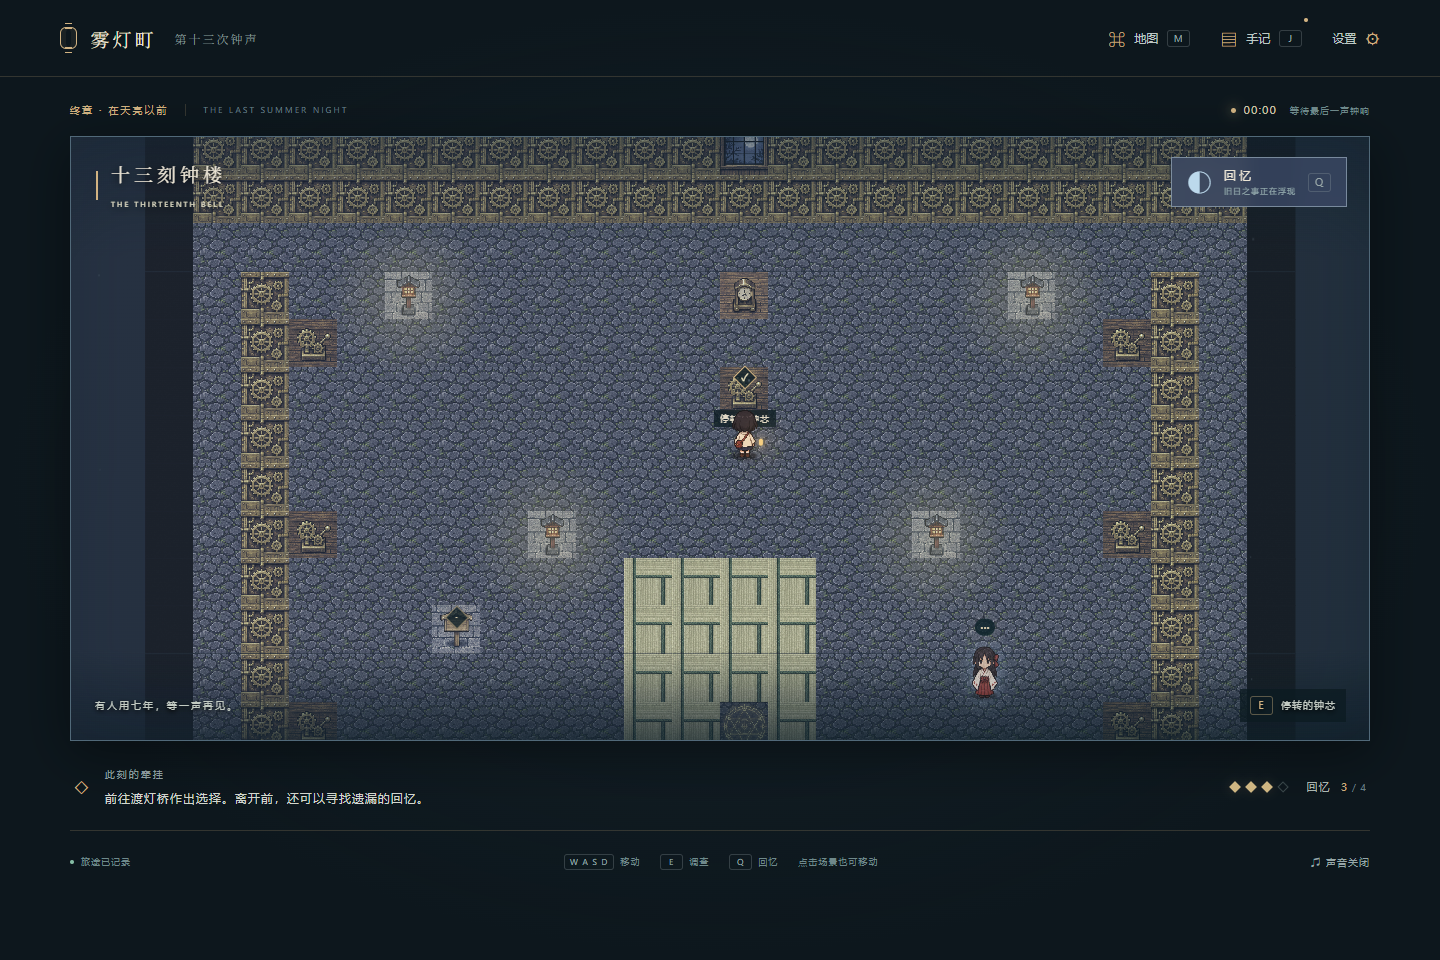 雾灯町 第十三次钟声
地图 M 手记 J 设置
终章 · 在天亮以前 THE LAST SUMMER NIGHT
00:00 等待最后一声钟响
十三刻钟楼
THE THIRTEENTH BELL
回忆
旧日之事正在浮现
Q
有人用七年，等一声再见。
E 停转的钟芯
此刻的牵挂
前往渡灯桥作出选择。离开前，还可以寻找遗漏的回忆。
回忆 3 / 4
旅途已记录
WASD 移动 E 调查 Q 回忆 点击场景也可移动
声音关闭